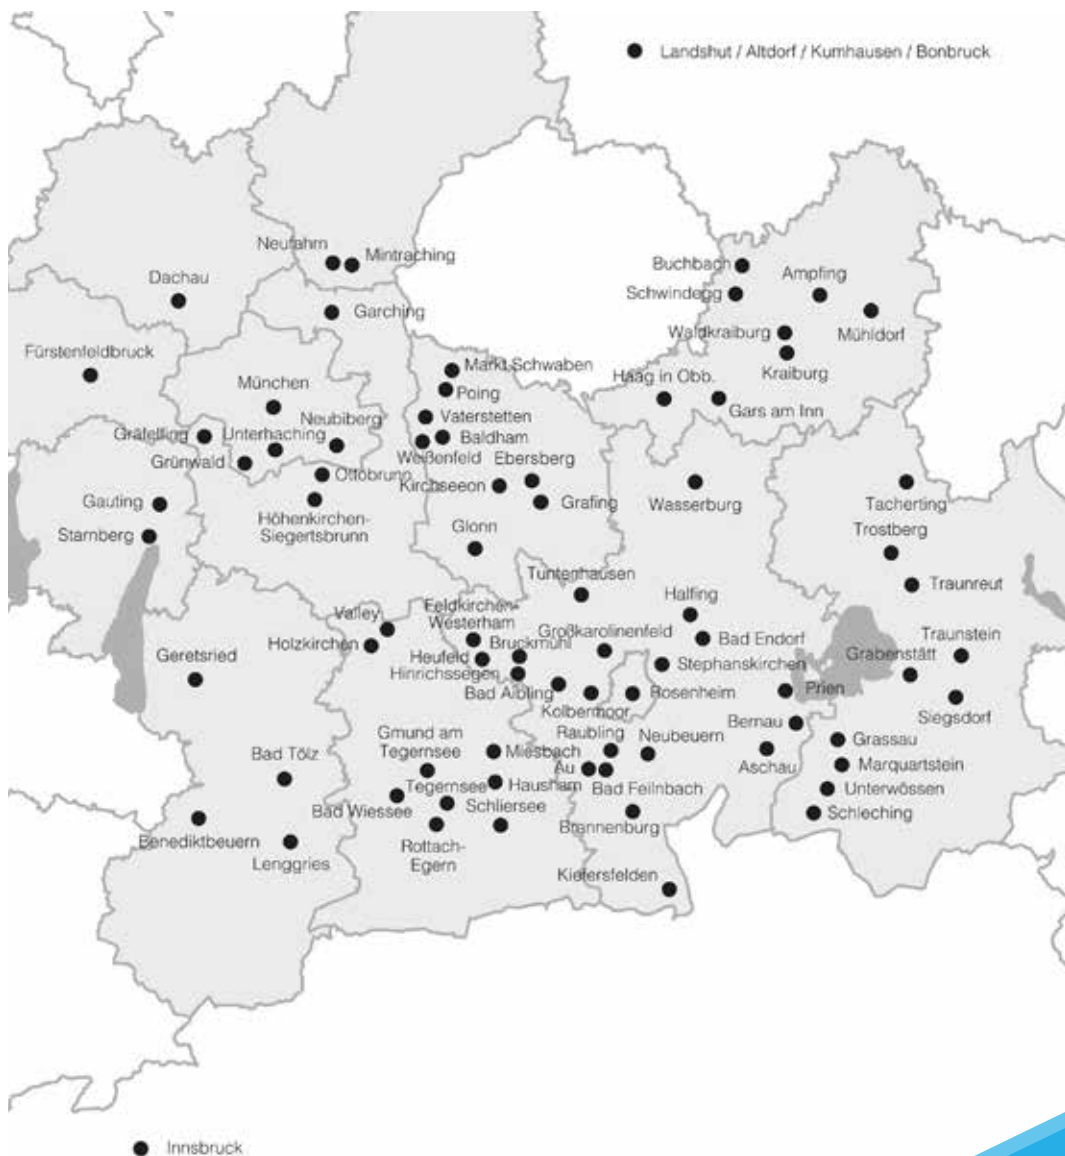 Landshut / Altdorf / Kumhausen / Bonbruck
Neufahrn
Mintraching
Buchbach
Ampfing
Dachau
Schwindegg
Garching
Mühldorf
Waldkraiburg
Fürstenfeldbruck
Markt Schwaben
Kraiburg
München
Poing
Haag in Obb.
Gars am Inn
Neubiberg
Vaterstetten
Gräfelfing
Unterhaching
Baldham
Weißenfeld
Ebersberg
Grünwald
Ottobrunn
Kirchseeon
Wasserburg
Tacherting
Gauting
Grafing
Höhenkirchen-
Siegertsbrunn
Starnberg
Glonn
Trostberg
Tuntenhausen
Traunreut
Valley
Feldkirchen-
Westerham
Halfing
Holzkirchen
Bruckmühl
Großkarolinenfeld
Bad Endorf
Traunstein
Geretsried
Heufeld
Stephanskirchen
Grabenstätt
Hinrichssegen
Bad Aibling
Rosenheim
Prien
Kolbermoor
Siegsdorf
Bernau
Gmund am
Tegernsee
Raubling
Neubeuern
Grassau
Bad Tölz
Miesbach
Au
Aschau
Marquartstein
Tegernsee
Hausham
Bad Feilnbach
Unterwössen
Bad Wiessee
Schliersee
Schleching
Brannenburg
Benediktbeuern
Rottach-
Egern
Lenggries
Kiefersfelden
Innsbruck